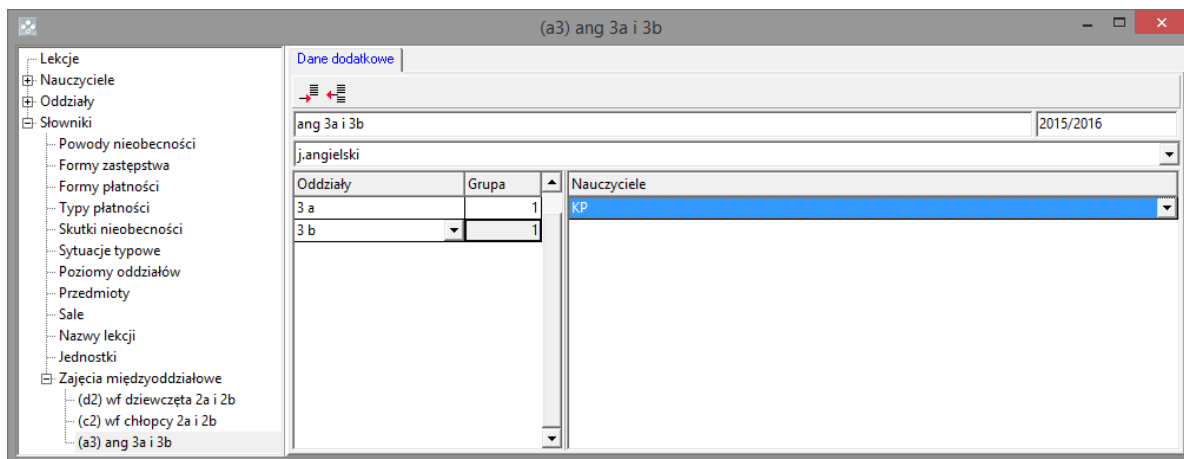 (a3) ang 3a i 3b
Lekcje
Nauczyciele
Oddziały
Słowniki
Powody nieobecności
Formy zastępstwa
Formy płatności
Typy płatności
Skutki nieobecności
Sytuacje typowe
Poziomy oddziałów
Przedmioty
Sale
Nazwy lekcji
Jednostki
Zajęcia międzyoddziałowe
(d2) wf dziewczęta 2a i 2b
(c2) wf chłopcy 2a i 2b
(a3) ang 3a i 3b
Dane dodatkowe
ang 3a i 3b 2015/2016
j.angielski
Oddziały Grupa Nauczyciele
3 a 1 KP
3 b 1